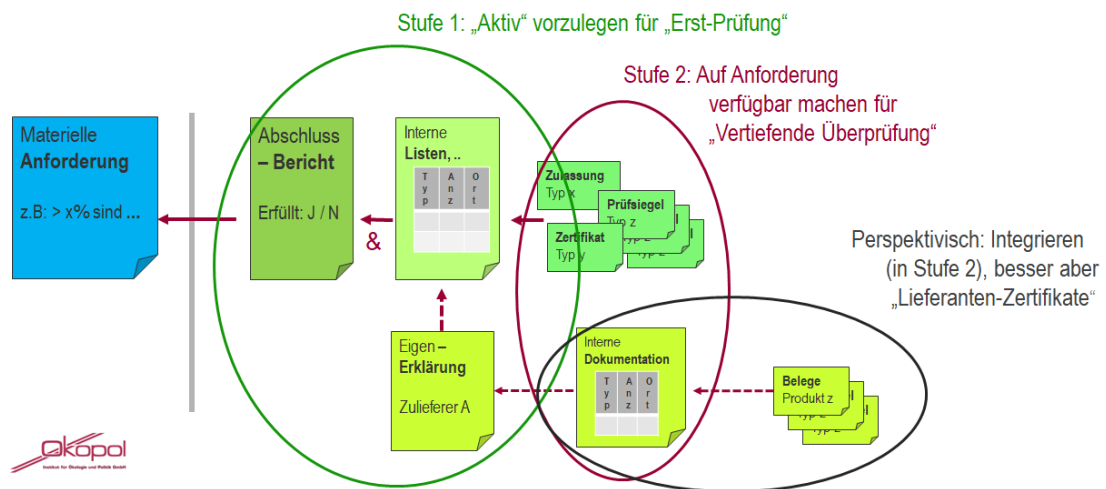 Stufe 1: „Aktiv“ vorzulegen für „Erst-Prüfung“
Stufe 2: Auf Anforderung
verfügbar machen für
„Vertiefende Überprüfung“
Materielle
Anforderung
z.B: > x% sind ...
Abschluss
– Bericht
Erfüllt: J / N
&
Interne
Listen, ..
Typ Anz Ort
Zulassung
Typ x
Prüfsiegel
Typ z
Zertifikat
Typ y
Perspektivisch: Integrieren
(in Stufe 2), besser aber
„Lieferanten-Zertifikate“
Eigen –
Erklärung
Zulieferer A
Interne
Dokumentation
Typ Anz Ort
Belege
Produkt z
Ökopol
Institut für Ökologie und Politik GmbH